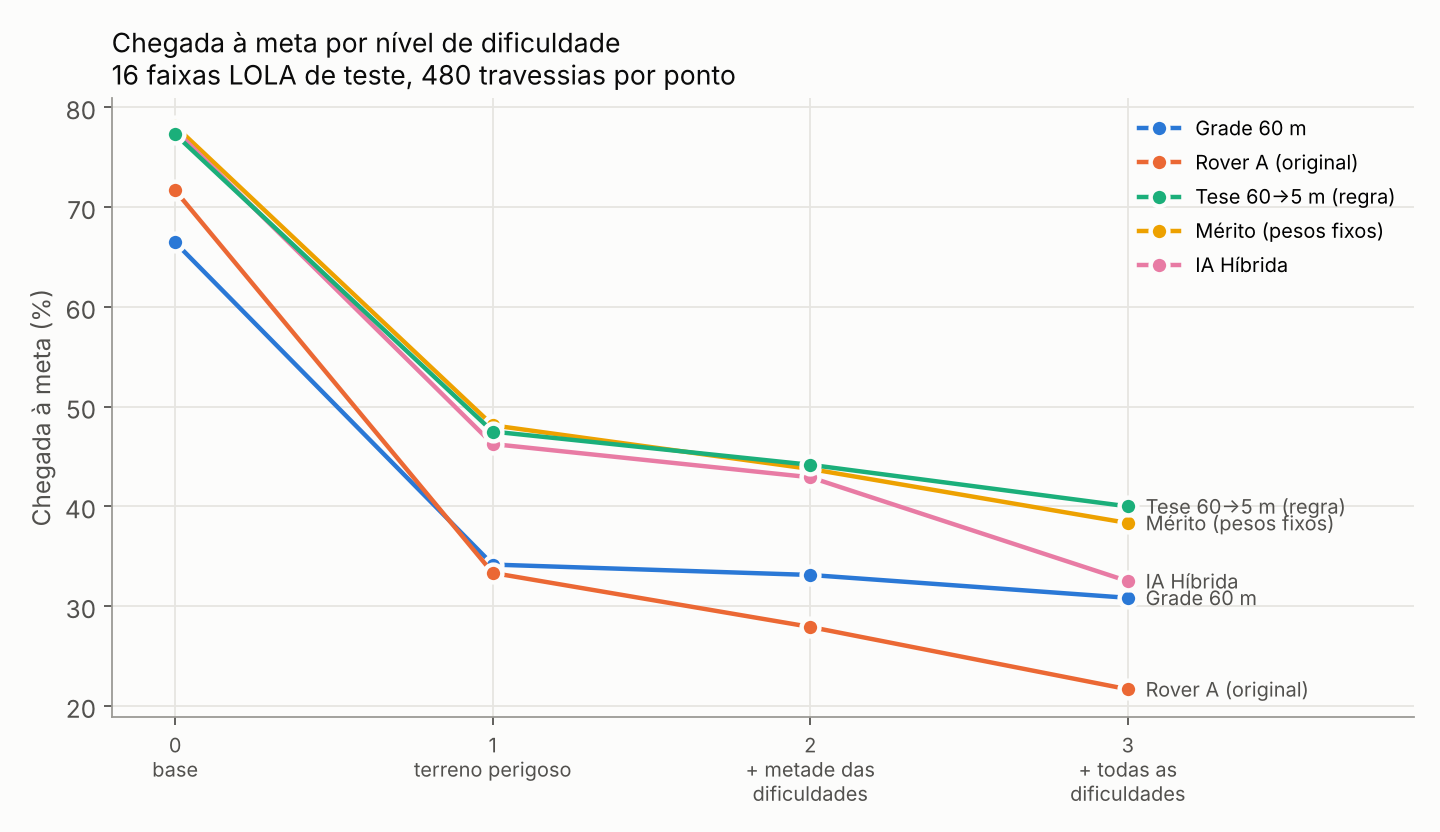 Chegada à meta por nível de dificuldade
16 faixas LOLA de teste, 480 travessias por ponto
Chegada à meta (%)
80
70
60
50
40
30
20
Grade 60 m
Rover A (original)
Tese 60→5 m (regra)
Mérito (pesos fixos)
IA Híbrida
Tese 60→5 m (regra)
Mérito (pesos fixos)
IA Híbrida
Grade 60 m
Rover A (original)
0
base
1
terreno perigoso
2
+ metade das
dificuldades
3
+ todas as
dificuldades